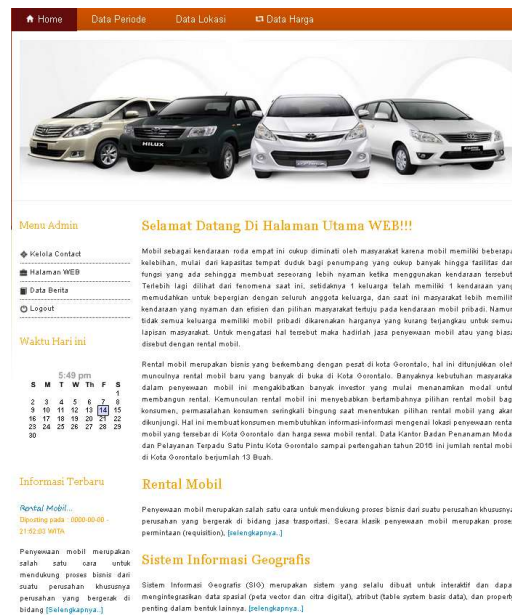 Home Data Periode Data Lokasi Data Harga
HILUX
Menu Admin
Kelola Contact
Halaman WEB
Data Berita
Logout
Waktu Hari ini
5:49 pm
S M T W Th F S
1
2 3 4 5 6 7 8
9 10 11 12 13 14 15
16 17 18 19 20 21 22
23 24 25 26 27 28 29
30
Informasi Terbaru
Rental Mobil...
Diposting pada : 0000-00-00 -
21:52:03 WITA
Penyewaan mobil merupakan
salah satu cara untuk
mendukung proses bisnis dari
suatu perusahan khususnya
perusahan yang bergerak di
bidang [Selengkapnya..]
Selamat Datang Di Halaman Utama WEB!!!
Mobil sebagai kendaraan roda empat ini cukup diminati oleh masyarakat karena mobil memiliki beberapa
kelebihan, mulai dari kapasitas tempat duduk bagi penumpang yang cukup banyak hingga fasilitas dan
fungsi yang ada sehingga membuat seseorang lebih nyaman ketika menggunakan kendaraan tersebut
Terlebih lagi dilihat dari fenomena saat ini, setidaknya 1 keluarga telah memiliki 1 kendaraan yang
memudahkan untuk bepergian dengan seluruh anggota keluarga, dan saat ini masyarakat lebih memilih
kendaraan yang nyaman dan efisien dan pilihan masyarakat tertuju pada kendaraan mobil pribadi. Namun
tidak semua keluarga memiliki mobil pribadi dikarenakan harganya yang kurang terjangkau untuk semua
lapisan masyarakat. Untuk mengatasi hal tersebut maka hadirlah jasa penyewaan mobil atau yang biasa
disebut dengan rental mobil.
Rental mobil merupakan bisnis yang berkembang dengan pesat di kota Gorontalo, hal ini ditunjukkan oleh
munculnya rental mobil baru yang banyak di buka di Kota Gorontalo. Banyaknya kebutuhan masyarakat
dalam penyewaan mobil ini mengakibatkan banyak investor yang mulai menanamkan modal untuk
membangun rental. Kemunculan rental mobil ini menyebabkan bertambahnya pilihan rental mobil bagi
konsumen, permasalahan konsumen seringkali bingung saat menentukan pilihan rental mobil yang akan
dikunjungi. Hal ini membuat konsumen membutuhkan informasi-informasi mengenai lokasi penyewaan rental
mobil yang tersebar di Kota Gorontalo dan harga sewa mobil rental. Data Kantor Badan Penanaman Modal
dan Pelayanan Terpadu Satu Pintu Kota Gorontalo sampai pertengahan tahun 2016 ini jumlah rental mobil
di Kota Gorontalo berjumlah 13 Buah.
Rental Mobil
Penyewaan mobil merupakan salah satu cara untuk mendukung proses bisnis dari suatu perusahan khususnya
perusahan yang bergerak di bidang jasa trasportasi. Secara klasik penyewaan mobil merupakan proses
permintaan (requisition), [selengkapnya..]
Sistem Informasi Geografis
Sistem Informasi Geografis (SIG) merupakan sistem yang selalu dibuat untuk interaktif dan dapat
mengintegrasikan data spasial (peta vector dan citra digital), atribut (table system basis data), dan property
penting dalam bentuk lainnya. [selengkapnya..]